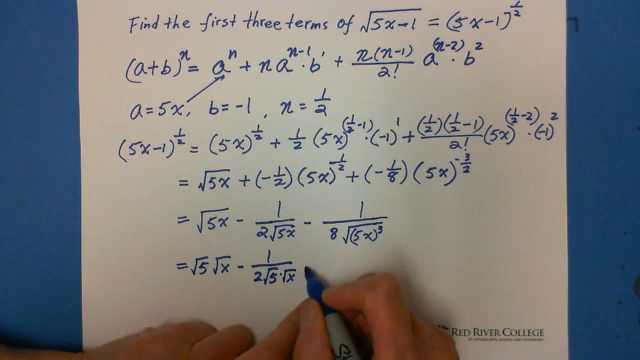 Find the first three terms of √(5x-1) = (5x-1)^(1/2)
(a+b)^n = a^n + n a^(n-1) · b^1 + n(n-1)/2! a^(n-2) · b^2
a = 5x, b = -1, n = 1/2
(5x-1)^(1/2) = (5x)^(1/2) + 1/2 (5x)^(1/2-1) · (-1)^1 + (1/2)(1/2-1)/2! (5x)^(1/2-2) · (-1)^2
= √5x + (-1/2)(5x)^(-1/2) + (-1/8)(5x)^(-3/2)
= √5x - 1/(2√5x) - 1/(8√(5x)^3)
= √5 √x - 1/(2√5·√x)
RED RIVER COLLEGE